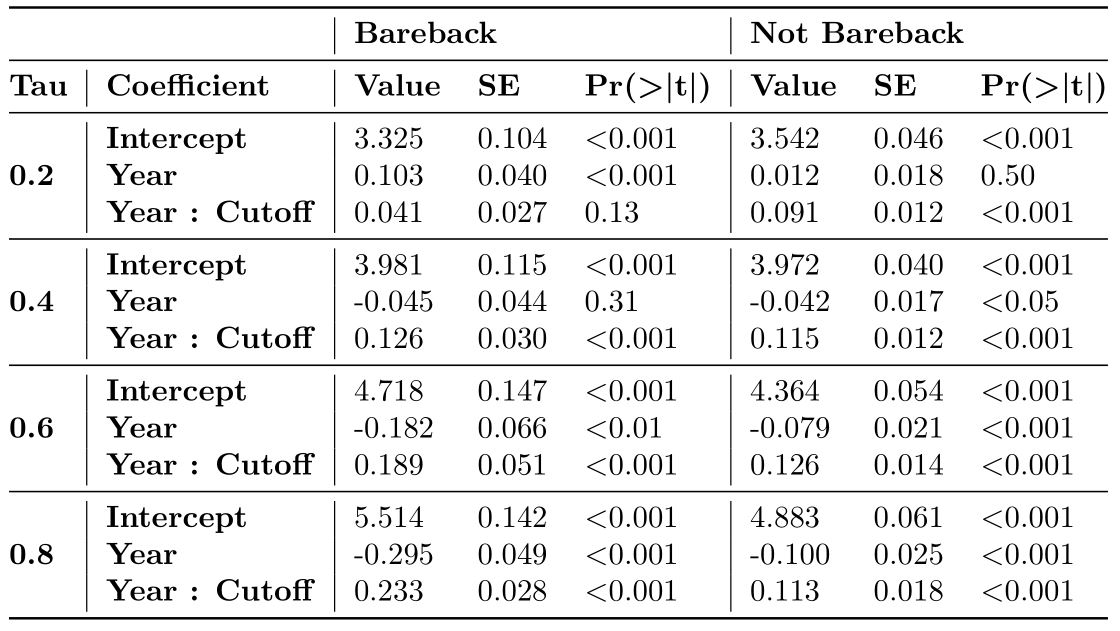 Bareback Not Bareback
Tau Coefficient Value SE Pr(>|t|) Value SE Pr(>|t|)
Intercept 3.325 0.104 <0.001 3.542 0.046 <0.001
0.2 Year 0.103 0.040 <0.001 0.012 0.018 0.50
Year : Cutoff 0.041 0.027 0.13 0.091 0.012 <0.001
Intercept 3.981 0.115 <0.001 3.972 0.040 <0.001
0.4 Year -0.045 0.044 0.31 -0.042 0.017 <0.05
Year : Cutoff 0.126 0.030 <0.001 0.115 0.012 <0.001
Intercept 4.718 0.147 <0.001 4.364 0.054 <0.001
0.6 Year -0.182 0.066 <0.01 -0.079 0.021 <0.001
Year : Cutoff 0.189 0.051 <0.001 0.126 0.014 <0.001
Intercept 5.514 0.142 <0.001 4.883 0.061 <0.001
0.8 Year -0.295 0.049 <0.001 -0.100 0.025 <0.001
Year : Cutoff 0.233 0.028 <0.001 0.113 0.018 <0.001